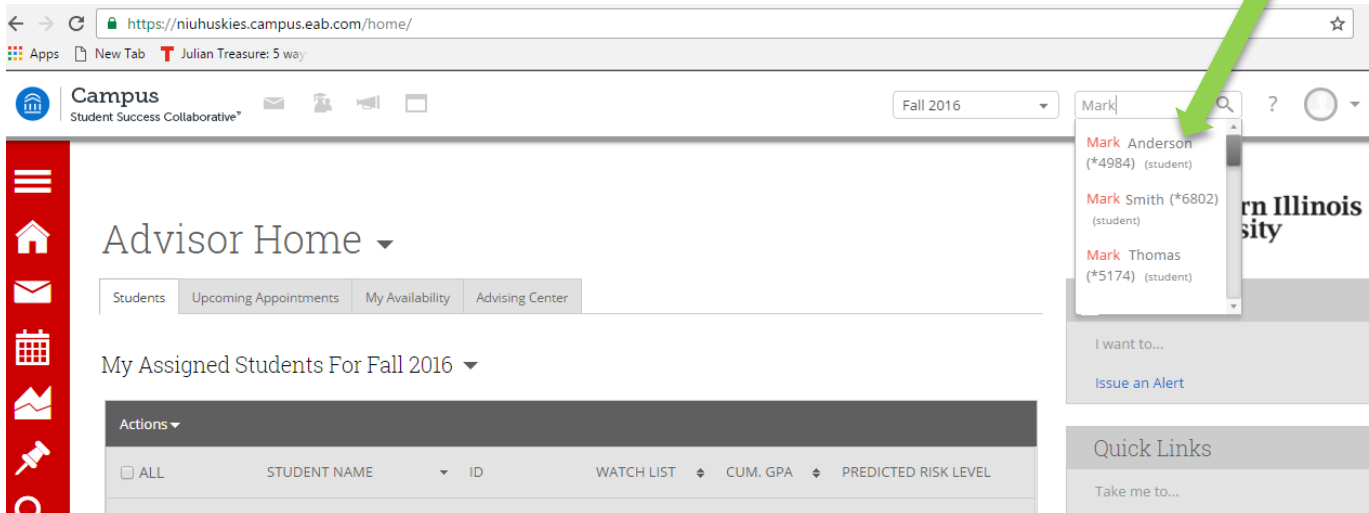 https://niuhuskies.campus.eab.com/home/
Apps New Tab Julian Treasure: 5 way
Campus
Student Success Collaborative
Fall 2016
Mark
?
Mark Anderson
(*4984) (student)
Mark Smith (*6802)
(student)
Mark Thomas
(*5174) (student)
rn Illinois
sity
Advisor Home
Students Upcoming Appointments My Availability Advising Center
I want to...
Issue an Alert
My Assigned Students For Fall 2016
Actions
ALL STUDENT NAME ID WATCH LIST CUM. GPA PREDICTED RISK LEVEL
Quick Links
Take me to...